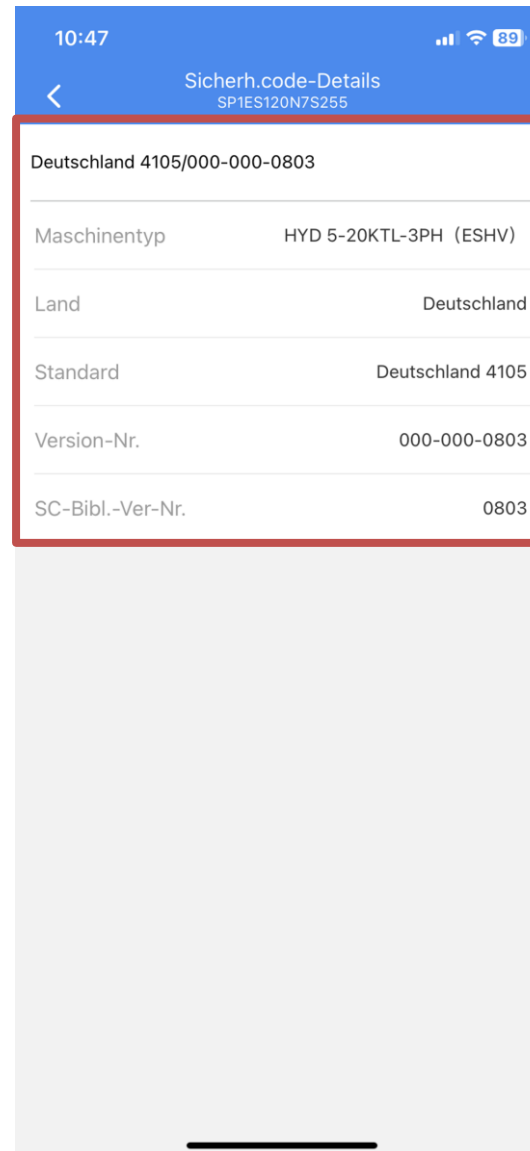 10:47
89
Sicherh.code-Details
SP1ES120N7S255
Deutschland 4105/000-000-0803
Maschinentyp HYD 5-20KTL-3PH（ESHV）
Land Deutschland
Standard Deutschland 4105
Version-Nr. 000-000-0803
SC-Bibl.-Ver-Nr. 0803